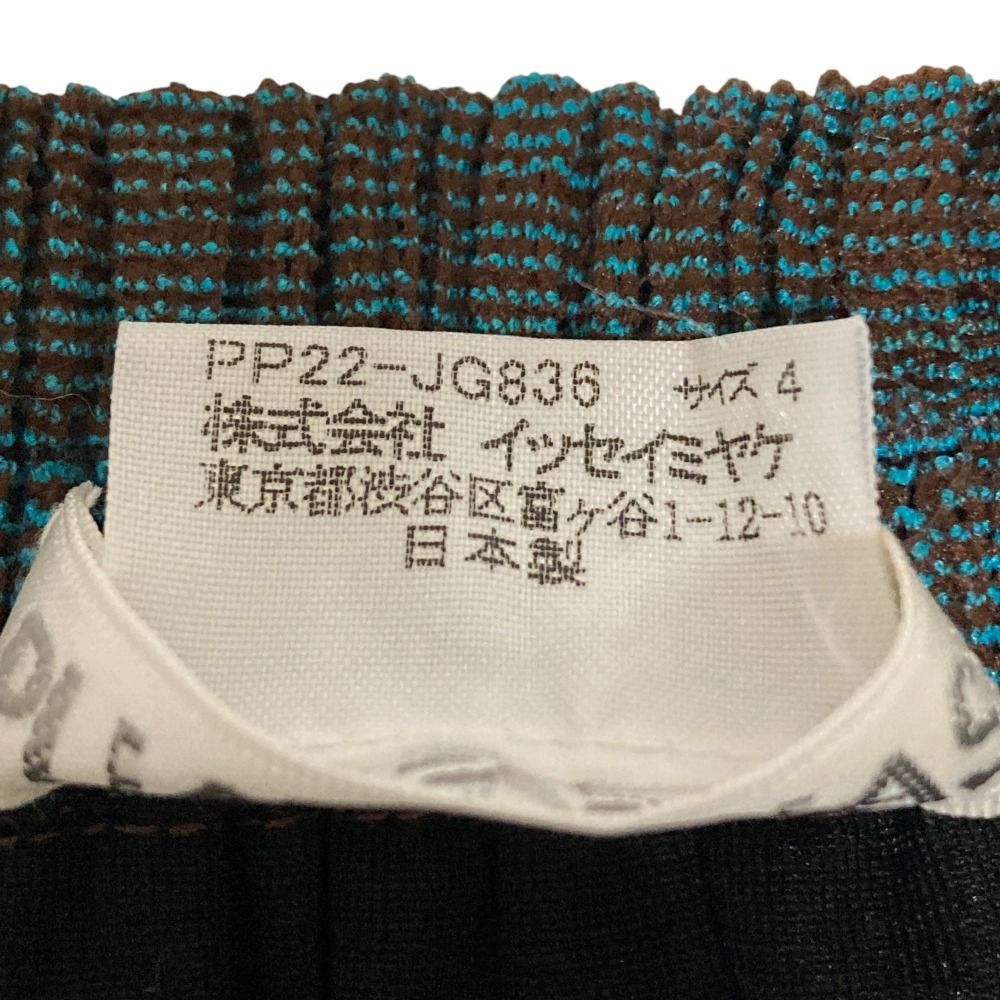 PP22-JG836 サイズ 4
株式会社 イッセイミヤケ
東京都渋谷区富ヶ谷1-12-10
日本製